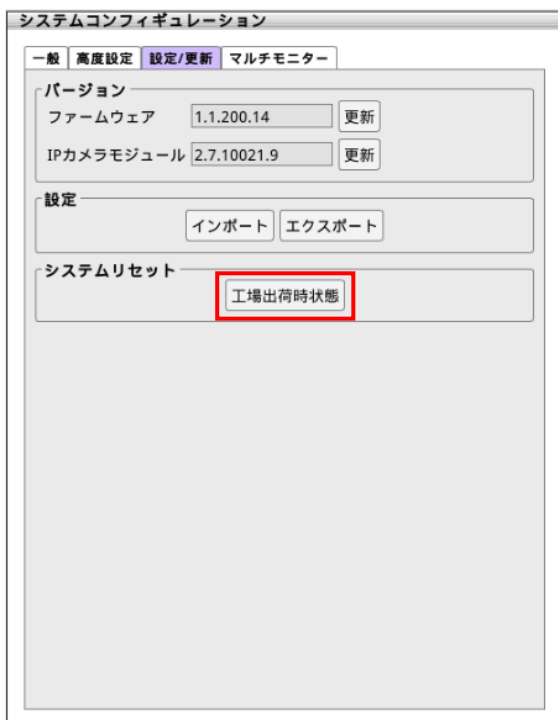 システムコンフィギュレーション
一般 高度設定 設定/更新 マルチモニター
バージョン
ファームウェア 1.1.200.14 更新
IPカメラモジュール 2.7.10021.9 更新
設定
インポート エクスポート
システムリセット
工場出荷時状態